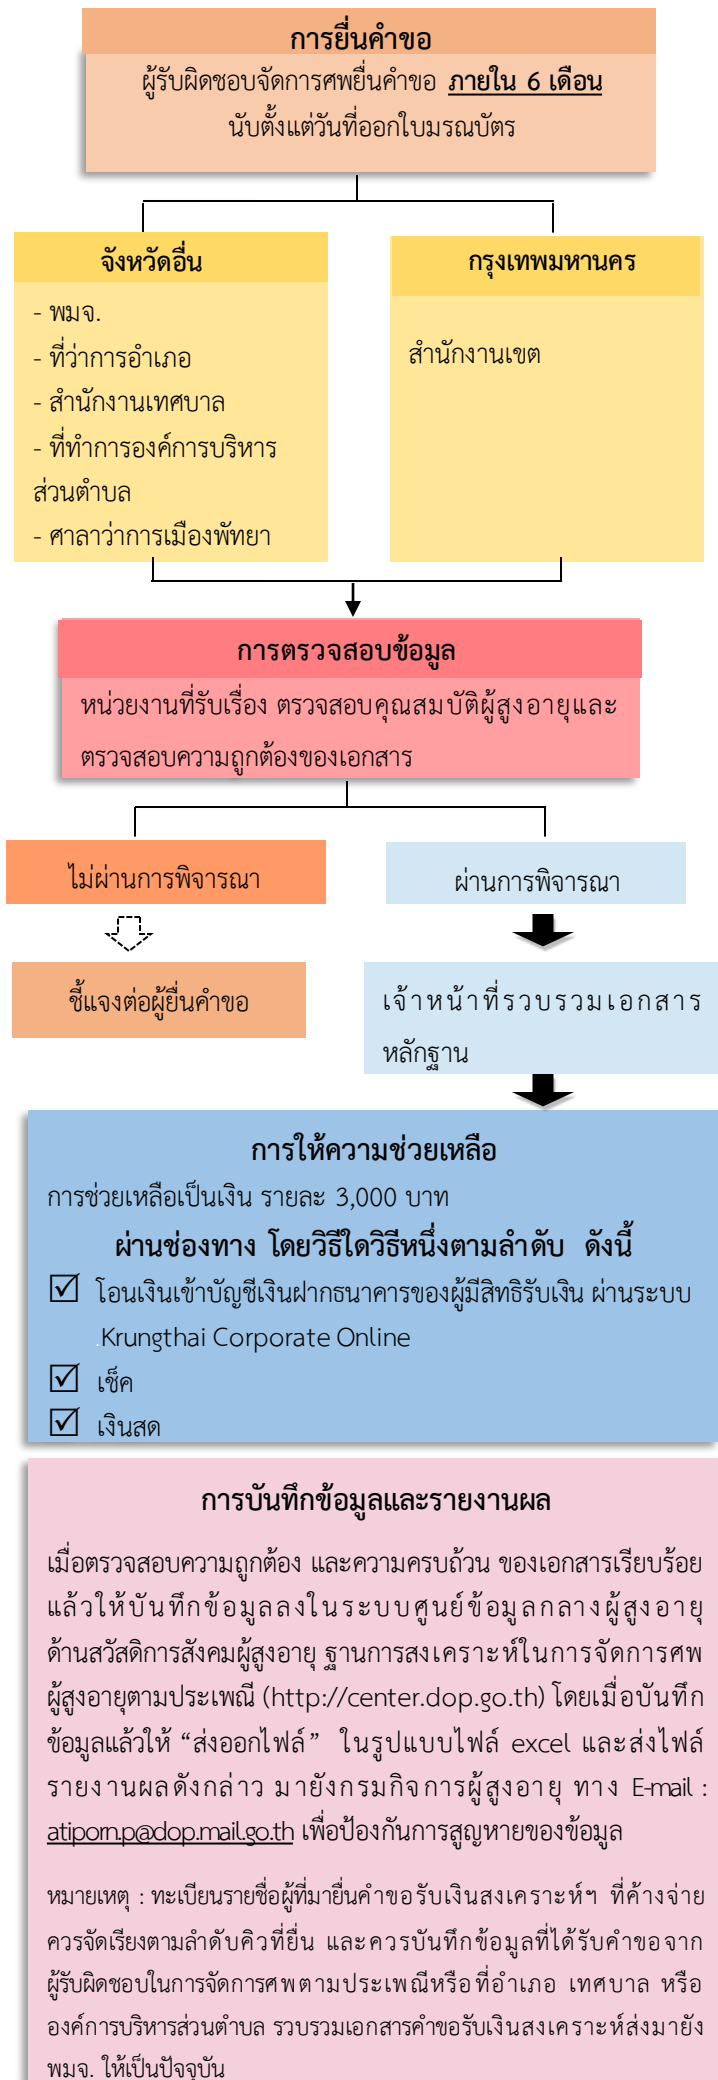 การยื่นคำขอ
ผู้รับผิดชอบจัดการศพยื่นคำขอ ภายใน 6 เดือน
นับตั้งแต่วันที่ออกใบมรณบัตร
จังหวัดอื่น
- พมจ.
- ที่ว่าการอำเภอ
- สำนักงานเทศบาล
- ที่ทำการองค์การบริหาร
ส่วนตำบล
- ศาลาว่าการเมืองพัทยา
กรุงเทพมหานคร
สำนักงานเขต
การตรวจสอบข้อมูล
หน่วยงานที่รับเรื่อง ตรวจสอบคุณสมบัติผู้สูงอายุและ
ตรวจสอบความถูกต้องของเอกสาร
ไม่ผ่านการพิจารณา
ชี้แจงต่อผู้ยื่นคำขอ
ผ่านการพิจารณา
เจ้าหน้าที่รวบรวมเอกสาร
หลักฐาน
การให้ความช่วยเหลือ
การช่วยเหลือเป็นเงิน รายละ 3,000 บาท
ผ่านช่องทาง โดยวิธีใดวิธีหนึ่งตามลำดับ ดังนี้
☑ โอนเงินเข้าบัญชีเงินฝากธนาคารของผู้มีสิทธิรับเงิน ผ่านระบบ
Krungthai Corporate Online
☑ เช็ค
☑ เงินสด
การบันทึกข้อมูลและรายงานผล
เมื่อตรวจสอบความถูกต้อง และความครบถ้วน ของเอกสารเรียบร้อย
แล้วให้บันทึกข้อมูลลงในระบบศูนย์ข้อมูลกลางผู้สูงอายุ
ด้านสวัสดิการสังคมผู้สูงอายุ ฐานการสงเคราะห์ในการจัดการศพ
ผู้สูงอายุตามประเพณี (http://center.dop.go.th) โดยเมื่อบันทึก
ข้อมูลแล้วให้ “ส่งออกไฟล์” ในรูปแบบไฟล์ excel และส่งไฟล์
รายงานผลดังกล่าว มายังกรมกิจการผู้สูงอายุ ทาง E-mail :
atiporn.p@dop.mail.go.th เพื่อป้องกันการสูญหายของข้อมูล
หมายเหตุ : ทะเบียนรายชื่อผู้ที่มายื่นคำขอรับเงินสงเคราะห์ฯ ที่ค้างจ่าย
ควรจัดเรียงตามลำดับคิวที่ยื่น และควรบันทึกข้อมูลที่ได้รับคำขอจาก
ผู้รับผิดชอบในการจัดการศพตามประเพณีหรือที่อำเภอ เทศบาล หรือ
องค์การบริหารส่วนตำบล รวบรวมเอกสารคำขอรับเงินสงเคราะห์ส่งมายัง
พมจ. ให้เป็นปัจจุบัน